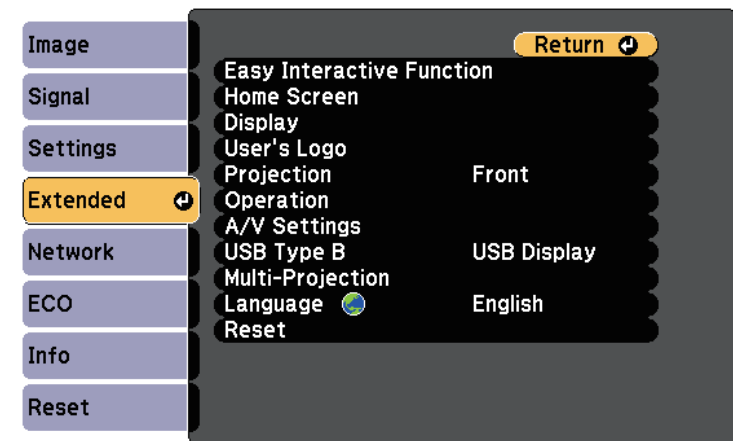 Image
Signal
Settings
Extended
Network
ECO
Info
Reset
Return
Easy Interactive Function
Home Screen
Display
User's Logo
Projection Front
Operation
A/V Settings
USB Type B USB Display
Multi-Projection
Language English
Reset